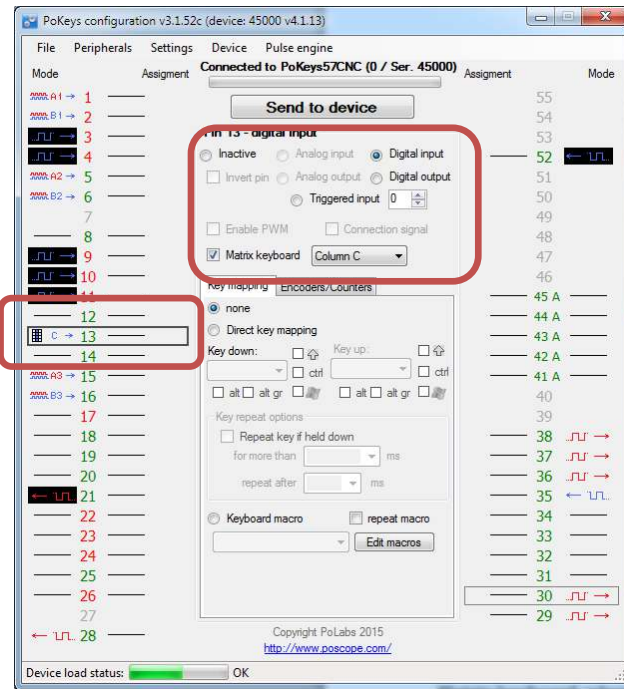 PoKeys configuration v3.1.52c (device: 45000 v4.1.13)
File Peripherals Settings Device Pulse engine
Mode Assigment Connected to PoKeys57CNC (0 / Ser. 45000) Assigment Mode
Send to device
Pin 13 - digital input
Inactive Analog input Digital input
Invert pin Analog output Digital output
Triggered input 0
Enable PWM Connection signal
Matrix keyboard Column C
Key mapping Encoders/Counters
none
Direct key mapping
Key down: Key up:
ctrl ctrl
alt alt gr alt alt gr
Key repeat options
Repeat key if held down
for more than ms
repeat after ms
Keyboard macro repeat macro
Edit macros
A1 1
B1 2
3
4
A2 5
B2 6
7
8
9
10
11
12
C 13
14
A3 15
B3 16
17
18
19
20
21
22
23
24
25
26
27
28
55
54
53
52
51
50
49
48
47
46
45 A
44 A
43 A
42 A
41 A
40
39
38
37
36
35
34
33
32
31
30
29
Copyright PoLabs 2015
http://www.poscope.com/
Device load status: OK